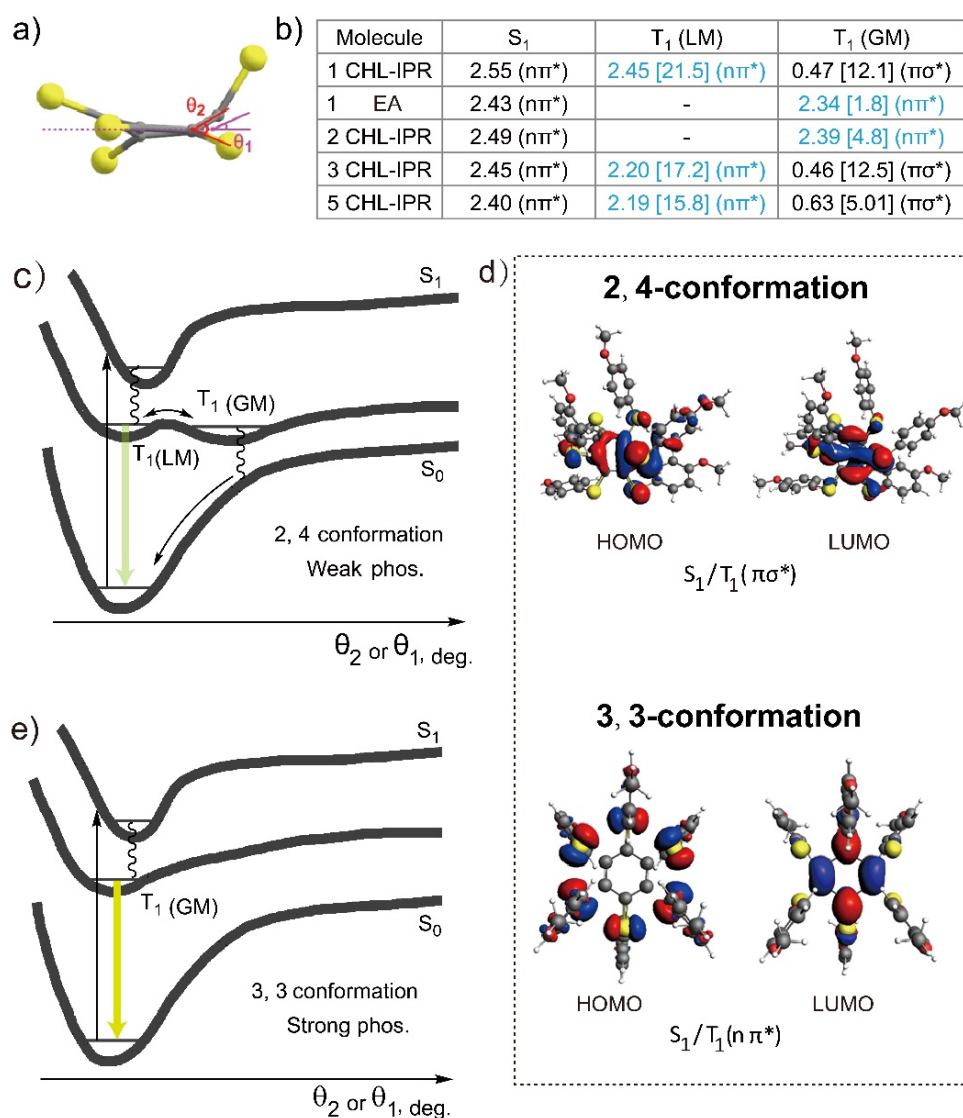 a)
θ2
θ1
b)
Molecule S1 T1 (LM) T1 (GM)
1 CHL-IPR 2.55 (nπ*) 2.45 [21.5] (nπ*) 0.47 [12.1] (πσ*)
1 EA 2.43 (nπ*) - 2.34 [1.8] (nπ*)
2 CHL-IPR 2.49 (nπ*) - 2.39 [4.8] (nπ*)
3 CHL-IPR 2.45 (nπ*) 2.20 [17.2] (nπ*) 0.46 [12.5] (πσ*)
5 CHL-IPR 2.40 (nπ*) 2.19 [15.8] (nπ*) 0.63 [5.01] (πσ*)
c)
S1
T1 (GM)
T1(LM)
S0
2, 4 conformation
Weak phos.
θ2 or θ1, deg.
d)
2, 4-conformation
HOMO LUMO
S1/T1(πσ*)
3, 3-conformation
HOMO LUMO
S1/T1(n π*)
e)
S1
T1 (GM)
S0
3, 3 conformation
Strong phos.
θ2 or θ1, deg.